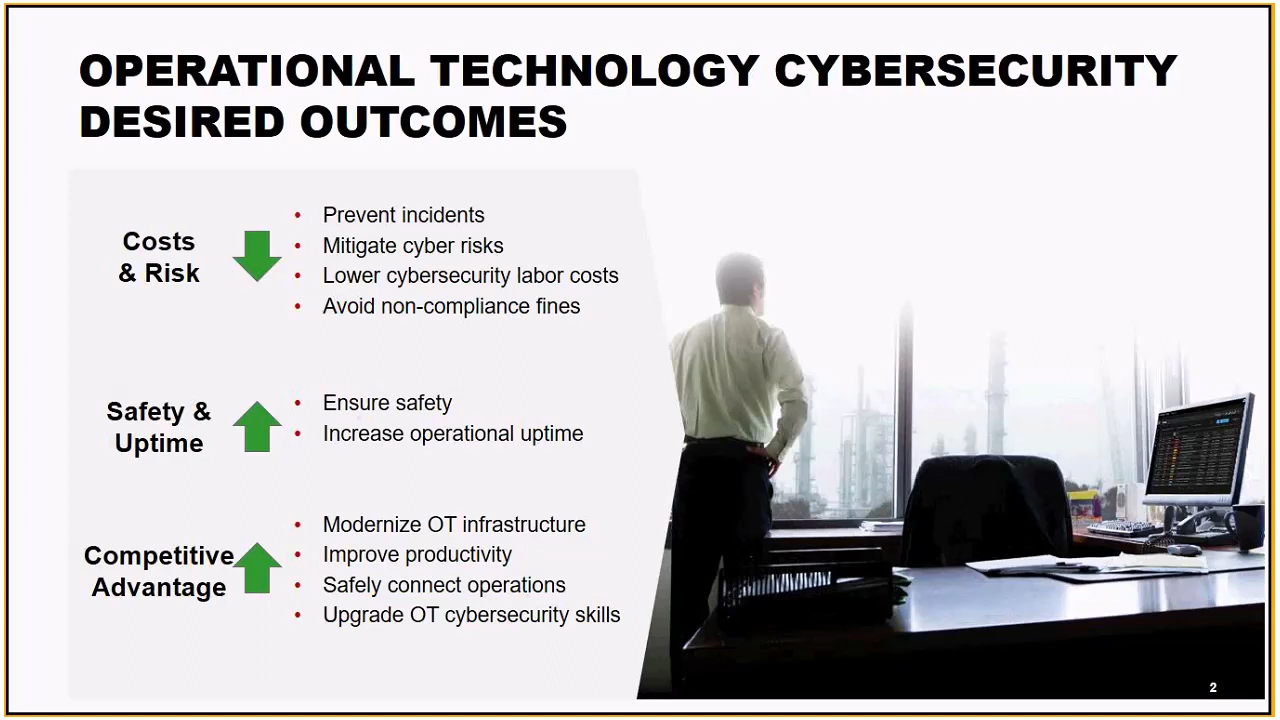 OPERATIONAL TECHNOLOGY CYBERSECURITY
DESIRED OUTCOMES
Costs
& Risk
• Prevent incidents
• Mitigate cyber risks
• Lower cybersecurity labor costs
• Avoid non-compliance fines
Safety &
Uptime
• Ensure safety
• Increase operational uptime
Competitive
Advantage
• Modernize OT infrastructure
• Improve productivity
• Safely connect operations
• Upgrade OT cybersecurity skills
2